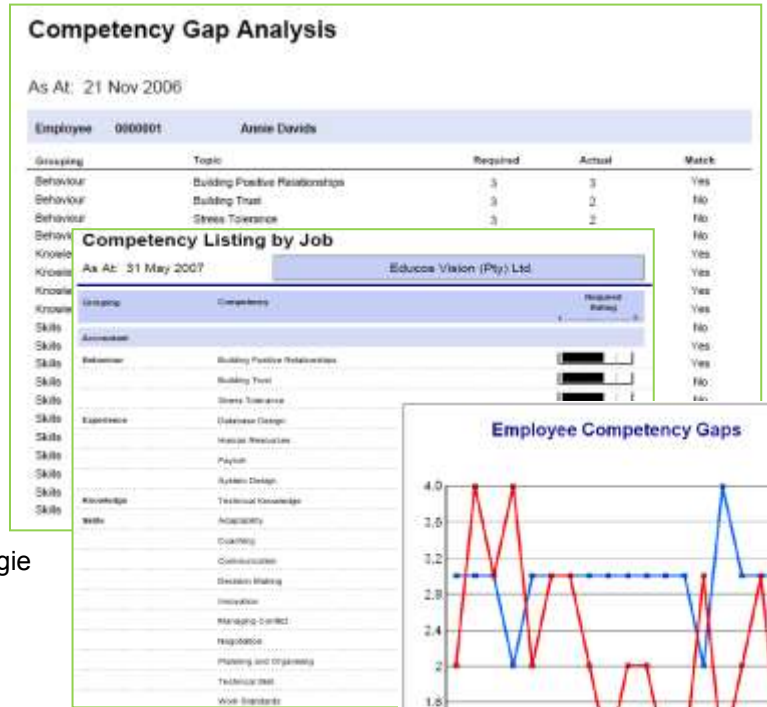 Competency Gap Analysis
As At: 21 Nov 2006
Employee 0000001 Annie Davids
Grouping Topic Required Actual Match
Behaviour Building Positive Relationships 3 3 Yes
Behaviour Building Trust 3 2 No
Behaviour Stress Tolerance 3 2 No
No
Yes
Yes
Yes
Yes
Skills No
Skills Yes
Skills Yes
Skills No
Skills No
Skills
Skills
Skills
Skills
Skills
Skills
Competency Listing by Job
As At: 31 May 2007 Educos Vision (Pty) Ltd.
Grouping Competency Required Rating
Accountant
Behaviour Building Positive Relationships
Building Trust
Stress Tolerance
Experience Database Design
Human Resources
Payroll
System Design
Knowledge Technical Knowledge
Skills Adaptability
Coaching
Communication
Decision Making
Innovation
Managing Conflict
Negotiation
Planning and Organising
Technical Skill
Work Standards
Employee Competency Gaps
4.0
3.6
3.2
2.8
2.4
2
1.6
gie